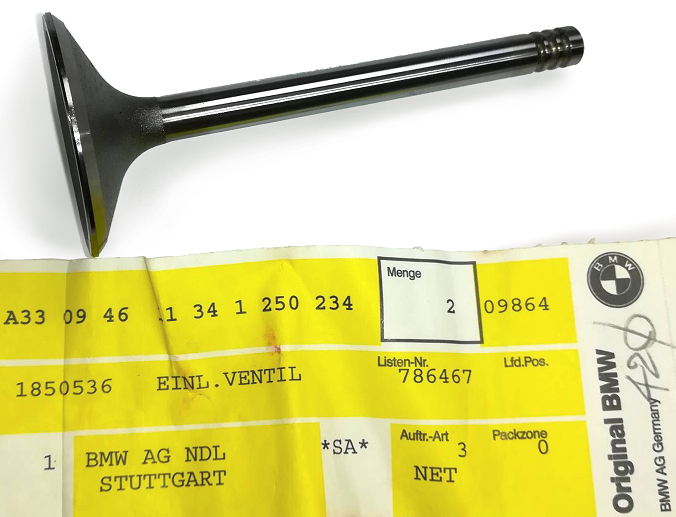 A33 09 46 11 34 1 250 234
Menge
2
09864
1850536 EINL.VENTIL
Listen-Nr.
786467
Lfd.Pos.
1 BMW AG NDL
STUTTGART
*SA*
Auftr.-Art
3
NET
Packzone
0
BMW
Original BMW
BMW AG Germany
420